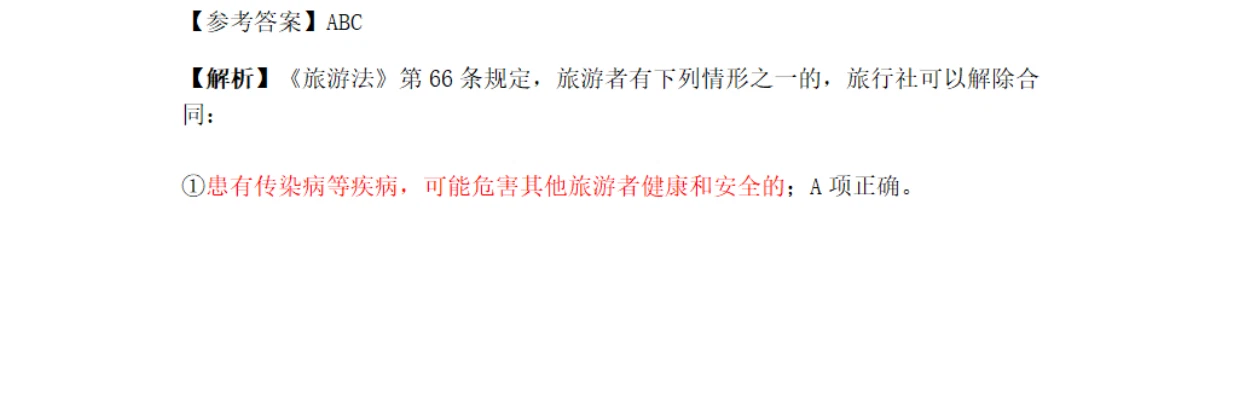 【参考答案】ABC
【解析】《旅游法》第 66 条规定，旅游者有下列情形之一的，旅行社可以解除合
同：
①患有传染病等疾病，可能危害其他旅游者健康和安全的；A 项正确。